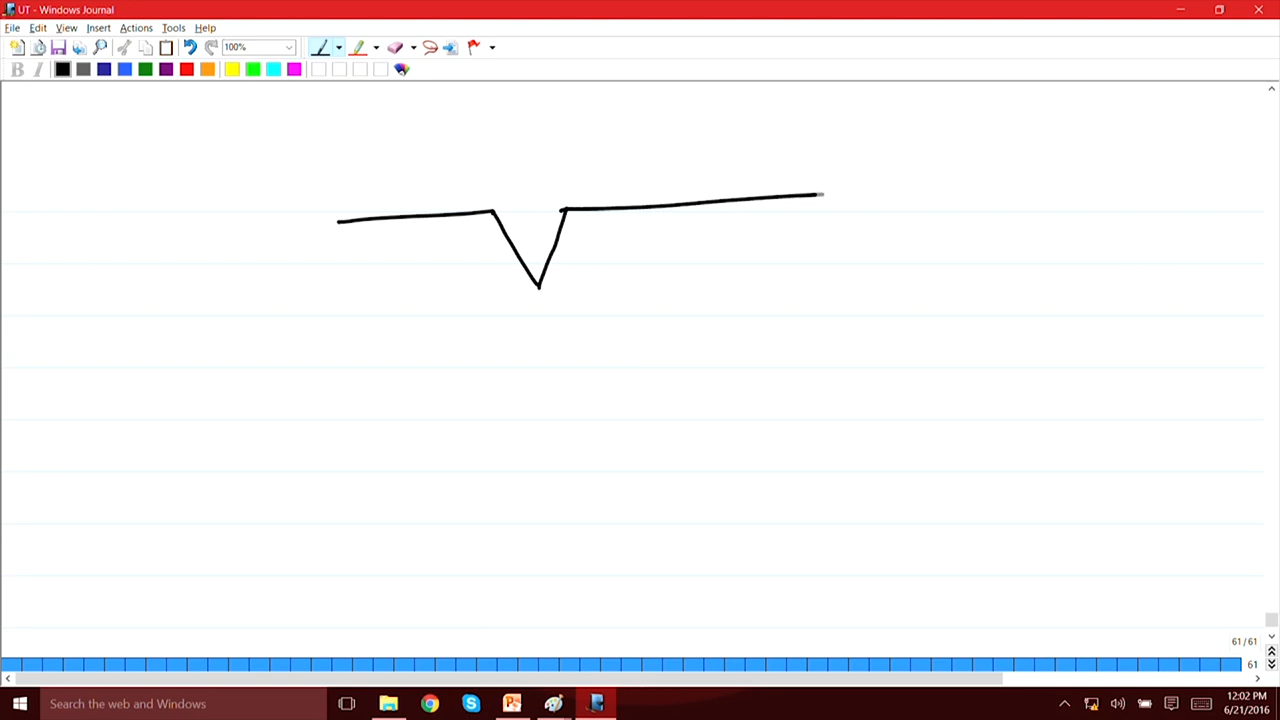 UT - Windows Journal
File Edit View Insert Actions Tools Help
100%
B I
61/61
61
Search the web and Windows
12:02 PM
6/21/2016